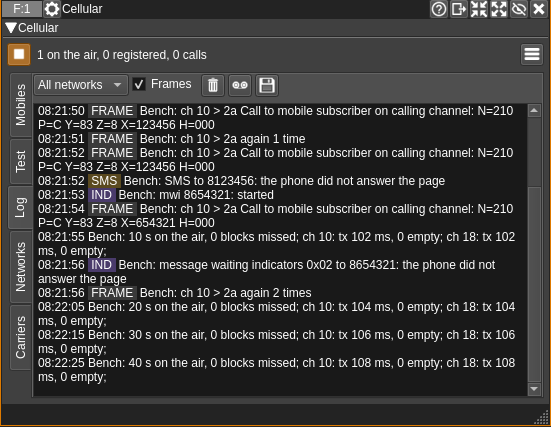 F:1 Cellular
Cellular
1 on the air, 0 registered, 0 calls
All networks Frames
Mobiles
Test
Log
Networks
Carriers
08:21:50 FRAME Bench: ch 10 > 2a Call to mobile subscriber on calling channel: N=210
P=C Y=83 Z=8 X=123456 H=000
08:21:51 FRAME Bench: ch 10 > 2a again 1 time
08:21:52 FRAME Bench: ch 10 > 2a Call to mobile subscriber on calling channel: N=210
P=C Y=83 Z=8 X=123456 H=000
08:21:52 SMS Bench: SMS to 8123456: the phone did not answer the page
08:21:53 IND Bench: mwi 8654321: started
08:21:54 FRAME Bench: ch 10 > 2a Call to mobile subscriber on calling channel: N=210
P=C Y=83 Z=8 X=654321 H=000
08:21:55 Bench: 10 s on the air, 0 blocks missed; ch 10: tx 102 ms, 0 empty; ch 18: tx 102
ms, 0 empty;
08:21:56 IND Bench: message waiting indicators 0x02 to 8654321: the phone did not
answer the page
08:21:56 FRAME Bench: ch 10 > 2a again 2 times
08:22:05 Bench: 20 s on the air, 0 blocks missed; ch 10: tx 104 ms, 0 empty; ch 18: tx 104
ms, 0 empty;
08:22:15 Bench: 30 s on the air, 0 blocks missed; ch 10: tx 106 ms, 0 empty; ch 18: tx 106
ms, 0 empty;
08:22:25 Bench: 40 s on the air, 0 blocks missed; ch 10: tx 108 ms, 0 empty; ch 18: tx 108
ms, 0 empty;